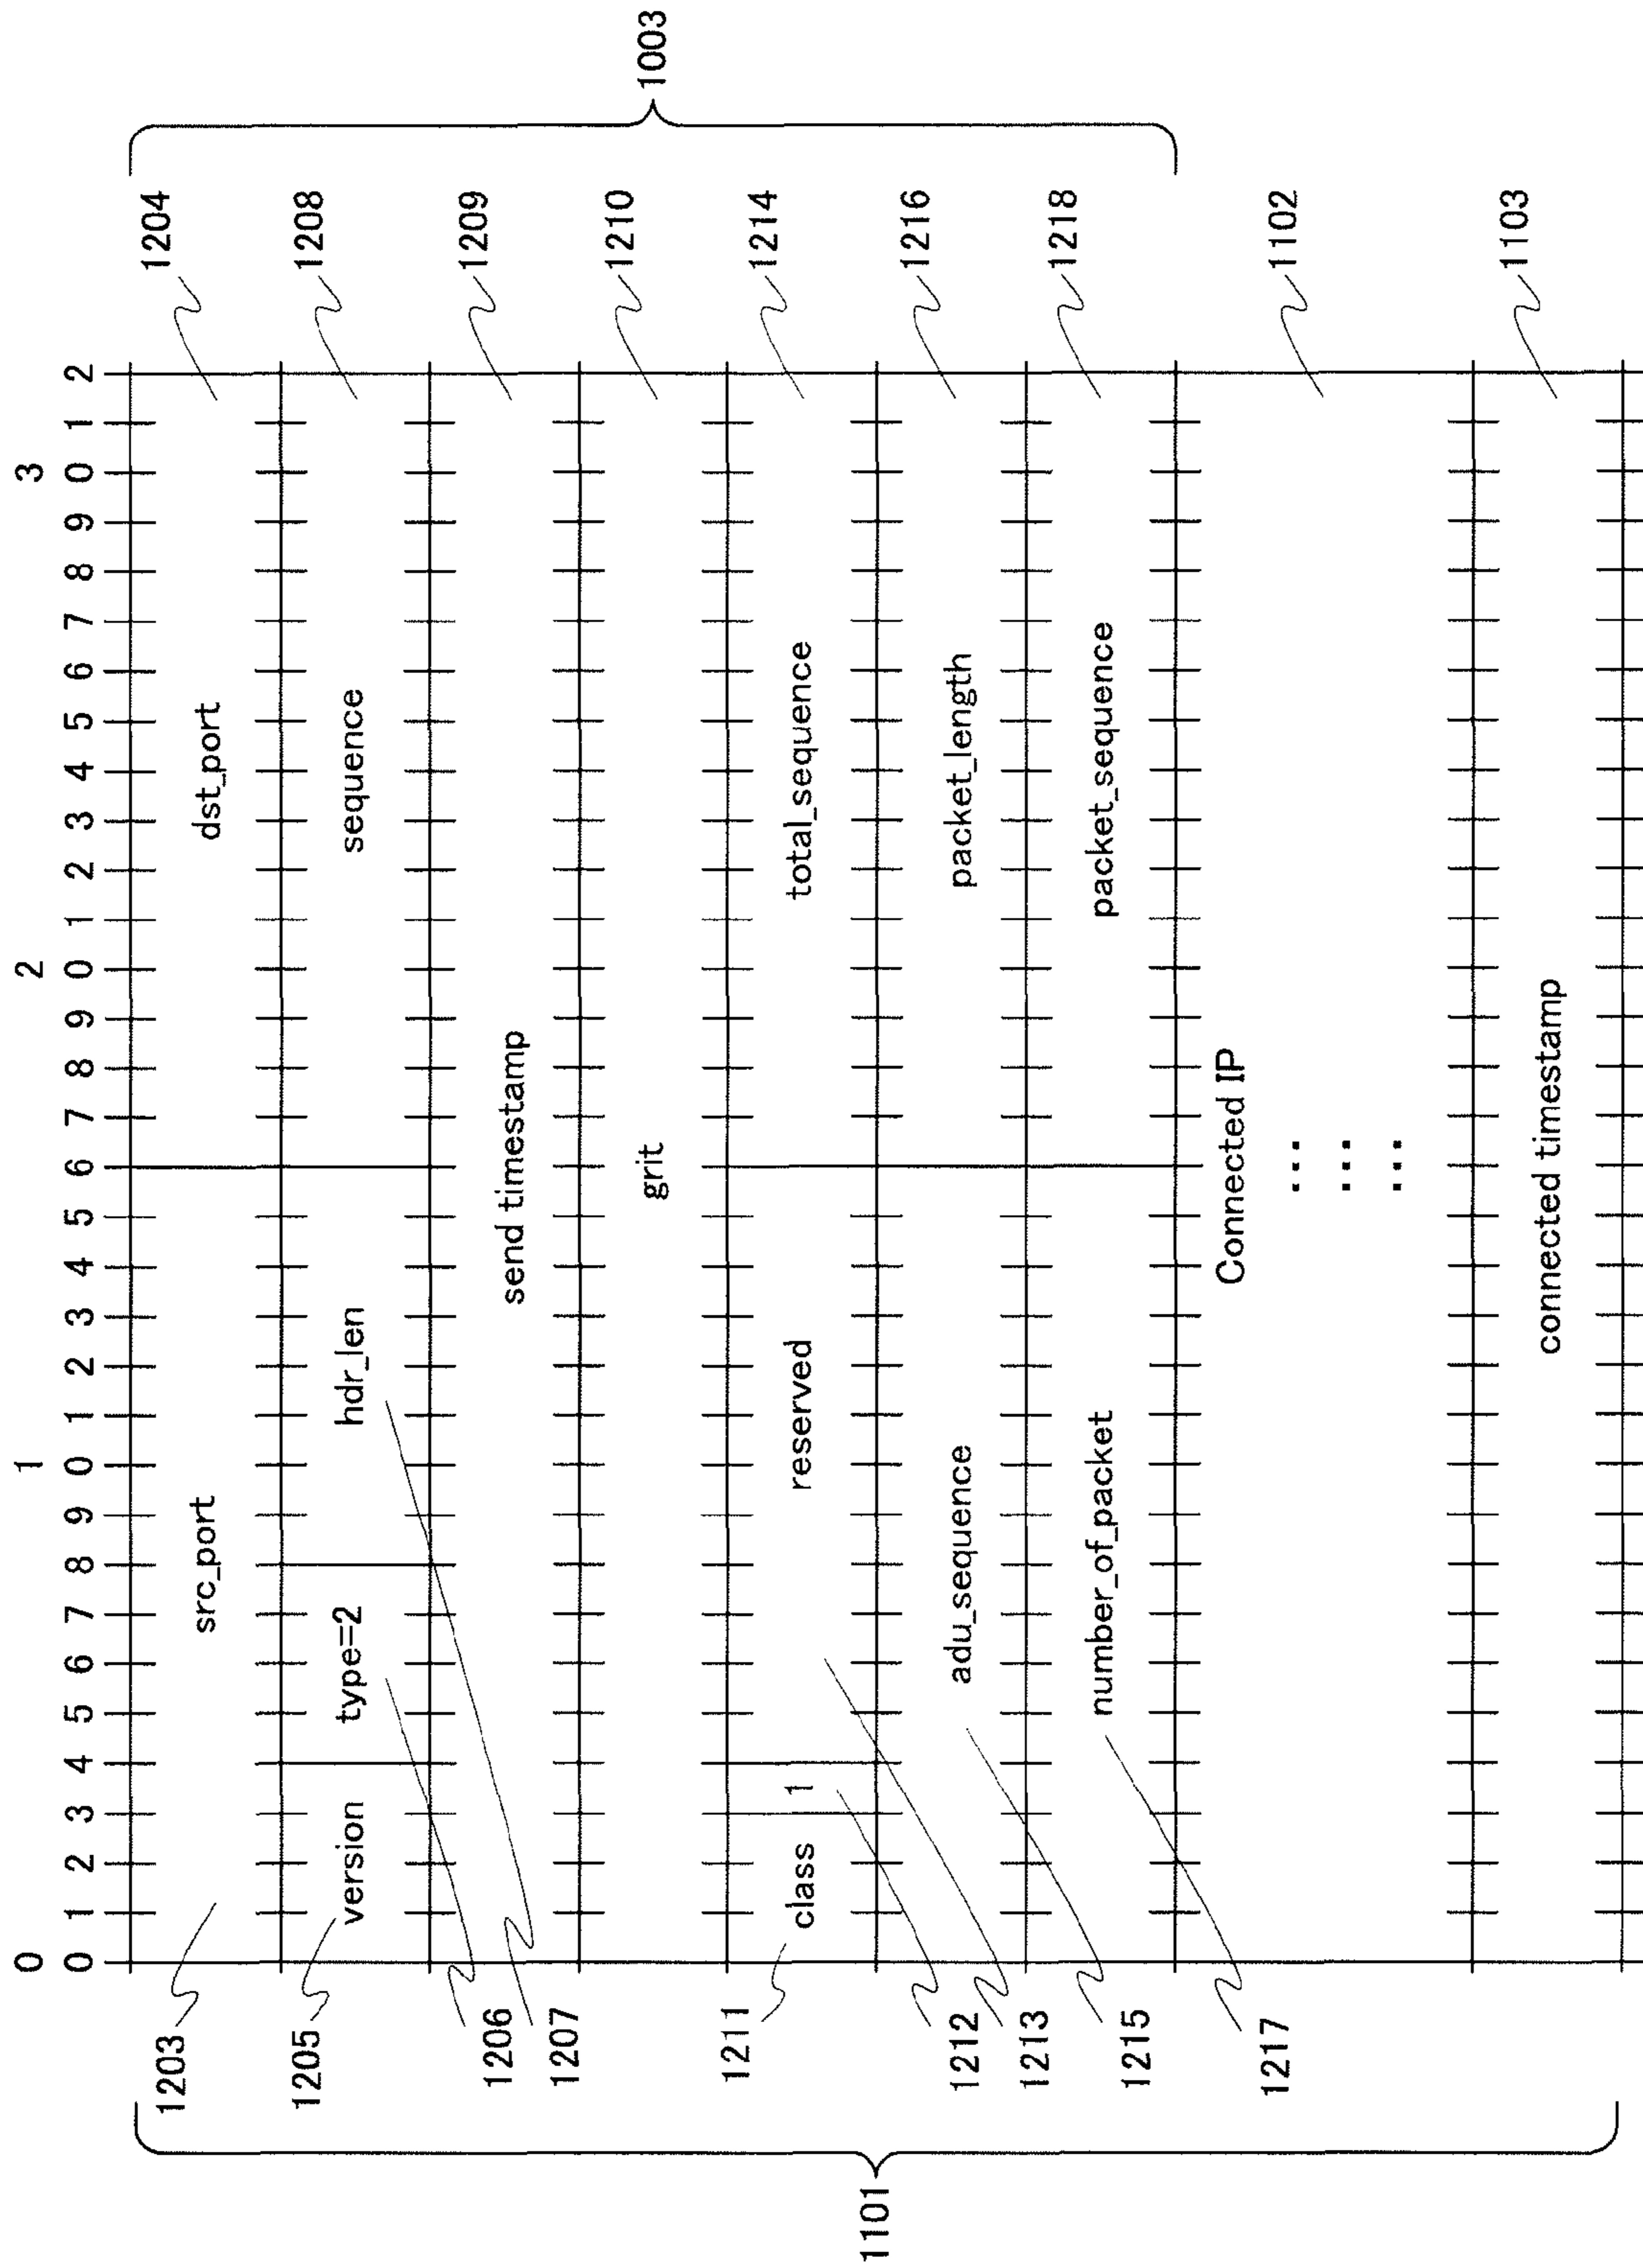 0 1 2 3
0 1 2 3 4 5 6 7 8 9 0 1 2 3 4 5 6 7 8 9 0 1 2 3 4 5 6 7 8 9 0 1 2
1203 src_port dst_port 1204
1205 version type=2 hdr_len sequence 1208
1206
1207
send timestamp 1209
grit 1210
1003
1211 class 1 reserved total_sequence 1214
1212
1213
adu_sequence packet_length 1216
1215
number_of_packet packet_sequence 1218
1217
1101
Connected IP 1102
...
...
...
connected timestamp 1103